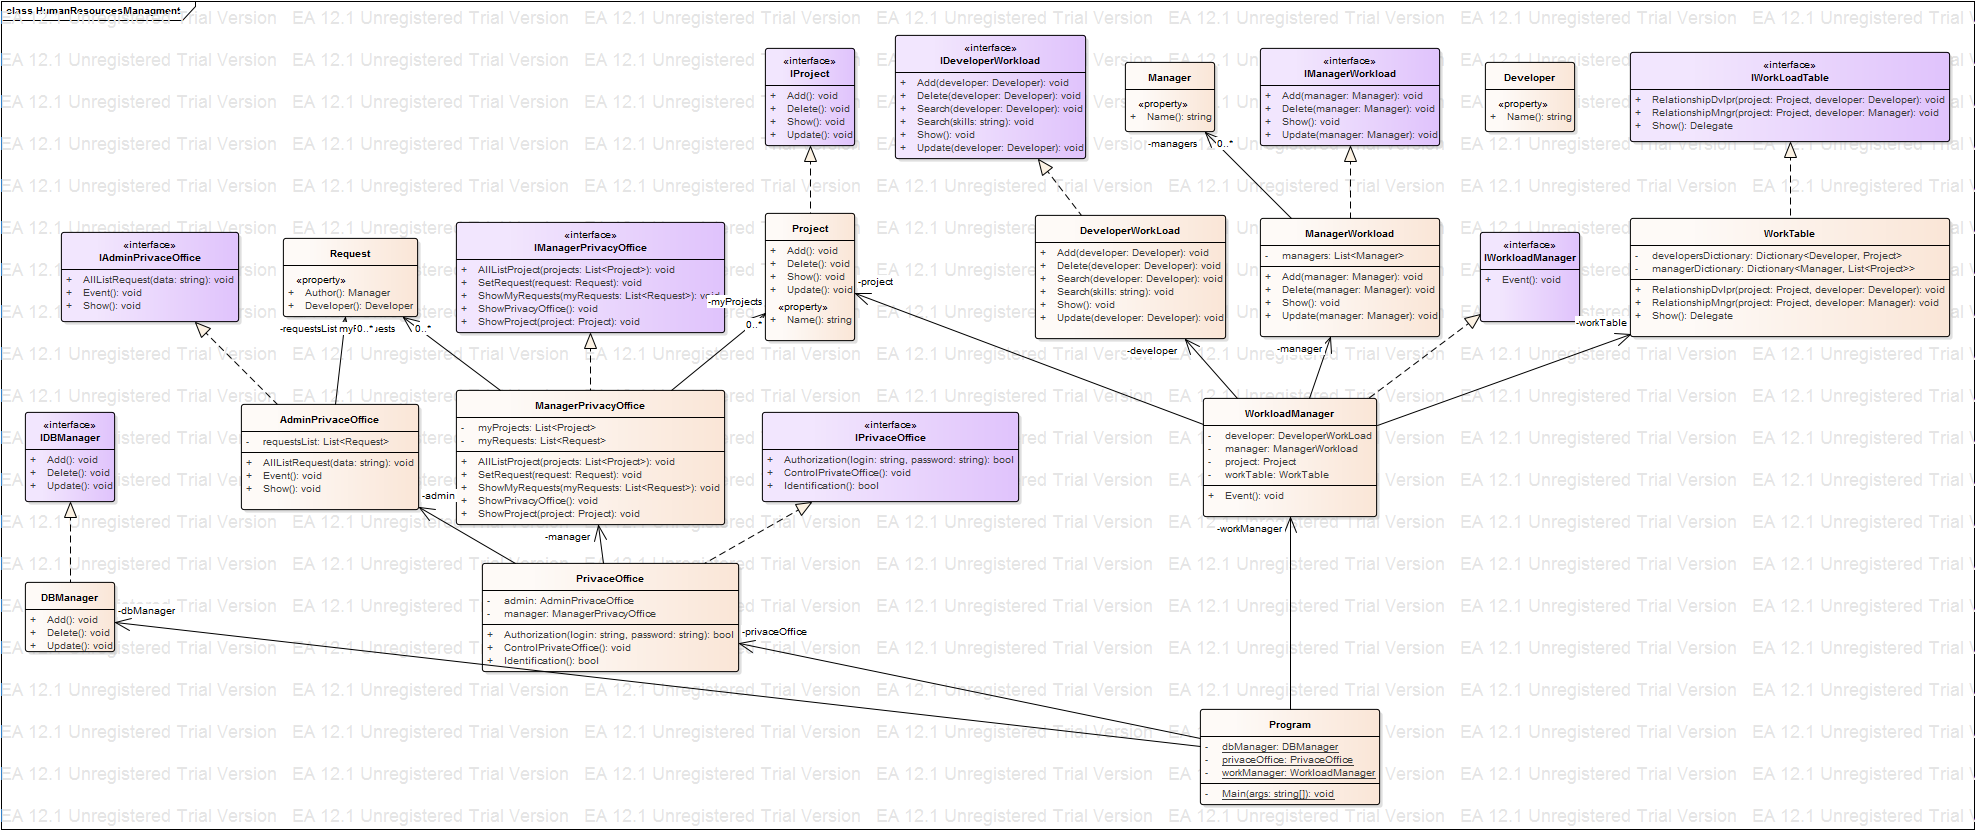 class HumanResourcesManagment
«interface»
IProject
+ Add(): void
+ Delete(): void
+ Show(): void
+ Update(): void
«interface»
IDeveloperWorkload
+ Add(developer: Developer): void
+ Delete(developer: Developer): void
+ Search(developer: Developer): void
+ Search(skills: string): void
+ Show(): void
+ Update(developer: Developer): void
Manager
«property»
+ Name(): string
«interface»
IManagerWorkload
+ Add(manager: Manager): void
+ Delete(manager: Manager): void
+ Show(): void
+ Update(manager: Manager): void
Developer
«property»
+ Name(): string
«interface»
IWorkLoadTable
+ RelationshipDvlpr(project: Project, developer: Developer): void
+ RelationshipMngr(project: Project, developer: Manager): void
+ Show(): Delegate
-managers
0..*
«interface»
IAdminPrivaceOffice
+ AllListRequest(data: string): void
+ Event(): void
+ Show(): void
Request
«property»
+ Author(): Manager
+ Developer(): Developer
-requestsList
0..*
0..*
«interface»
IManagerPrivacyOffice
+ AllListProject(projects: List<Project>): void
+ SetRequest(request: Request): void
+ ShowMyRequests(myRequests: List<Request>): void
+ ShowPrivacyOffice(): void
+ ShowProject(project: Project): void
Project
+ Add(): void
+ Delete(): void
+ Show(): void
+ Update(): void
«property»
+ Name(): string
-myProjects
0..*
-project
DeveloperWorkLoad
+ Add(developer: Developer): void
+ Delete(developer: Developer): void
+ Search(developer: Developer): void
+ Search(skills: string): void
+ Show(): void
+ Update(developer: Developer): void
-developer
ManagerWorkload
- managers: List<Manager>
+ Add(manager: Manager): void
+ Delete(manager: Manager): void
+ Show(): void
+ Update(manager: Manager): void
-manager
«interface»
IWorkloadManager
+ Event(): void
WorkTable
- developersDictionary: Dictionary<Developer, Project>
- managerDictionary: Dictionary<Manager, List<Project>>
+ RelationshipDvlpr(project: Project, developer: Developer): void
+ RelationshipMngr(project: Project, developer: Manager): void
+ Show(): Delegate
-workTable
«interface»
IDBManager
+ Add(): void
+ Delete(): void
+ Update(): void
AdminPrivaceOffice
- requestsList: List<Request>
+ AllListRequest(data: string): void
+ Event(): void
+ Show(): void
-admin
ManagerPrivacyOffice
- myProjects: List<Project>
- myRequests: List<Request>
+ AllListProject(projects: List<Project>): void
+ SetRequest(request: Request): void
+ ShowMyRequests(myRequests: List<Request>): void
+ ShowPrivacyOffice(): void
+ ShowProject(project: Project): void
-manager
«interface»
IPrivaceOffice
+ Authorization(login: string, password: string): bool
+ ControlPrivateOffice(): void
+ Identification(): bool
WorkloadManager
- developer: DeveloperWorkLoad
- manager: ManagerWorkload
- project: Project
- workTable: WorkTable
+ Event(): void
-workManager
DBManager
+ Add(): void
+ Delete(): void
+ Update(): void
-dbManager
PrivaceOffice
- admin: AdminPrivaceOffice
- manager: ManagerPrivacyOffice
+ Authorization(login: string, password: string): bool
+ ControlPrivateOffice(): void
+ Identification(): bool
-privaceOffice
Program
- dbManager: DBManager
- privaceOffice: PrivaceOffice
- workManager: WorkloadManager
- Main(args: string[]): void
EA 12.1 Unregistered Trial Version